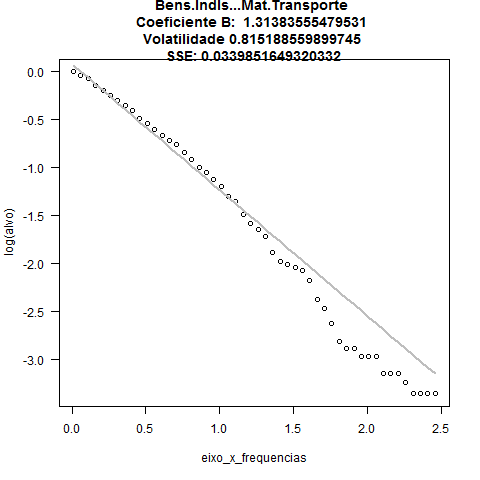 Bens.Indls...Mat.Transporte
Coeficiente B:  1.31383555479531
Volatilidade 0.815188559899745
SSE: 0.0339851649320332
log(alvo)
0.0
-0.5
-1.0
-1.5
-2.0
-2.5
-3.0
0.0 0.5 1.0 1.5 2.0 2.5
eixo_x_frequencias